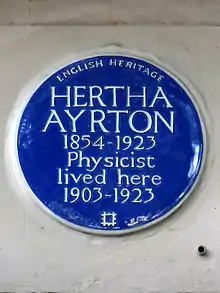 ENGLISH HERITAGE
HERTHA
AYRTON
1854-1923
Physicist
lived here
1903-1923